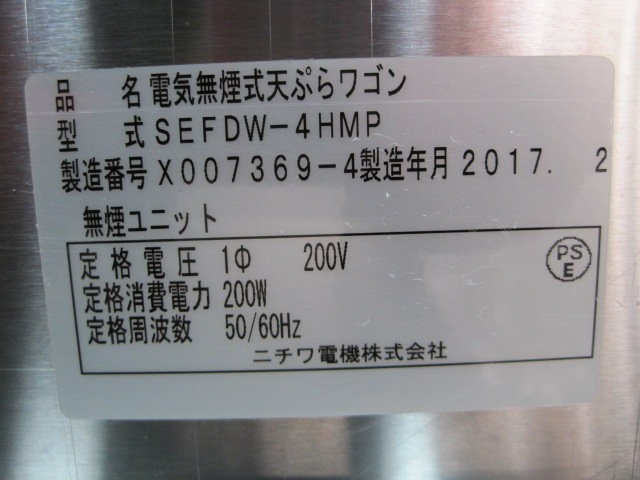 品 名 電気無煙式天ぷらワゴン
型 式 SEFDW-4HMP
製造番号 X007369-4 製造年月 2017. 2
無煙ユニット
定格電圧 1Φ 200V
PS E
定格消費電力 200W
定格周波数 50/60Hz
ニチワ電機株式会社